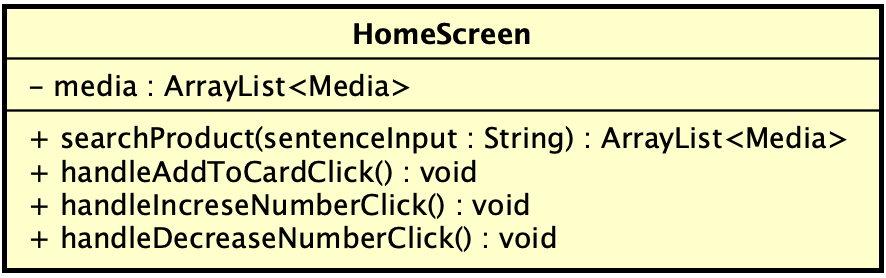 HomeScreen
- media : ArrayList<Media>
+ searchProduct(sentenceInput : String) : ArrayList<Media>
+ handleAddToCardClick() : void
+ handleIncreseNumberClick() : void
+ handleDecreaseNumberClick() : void